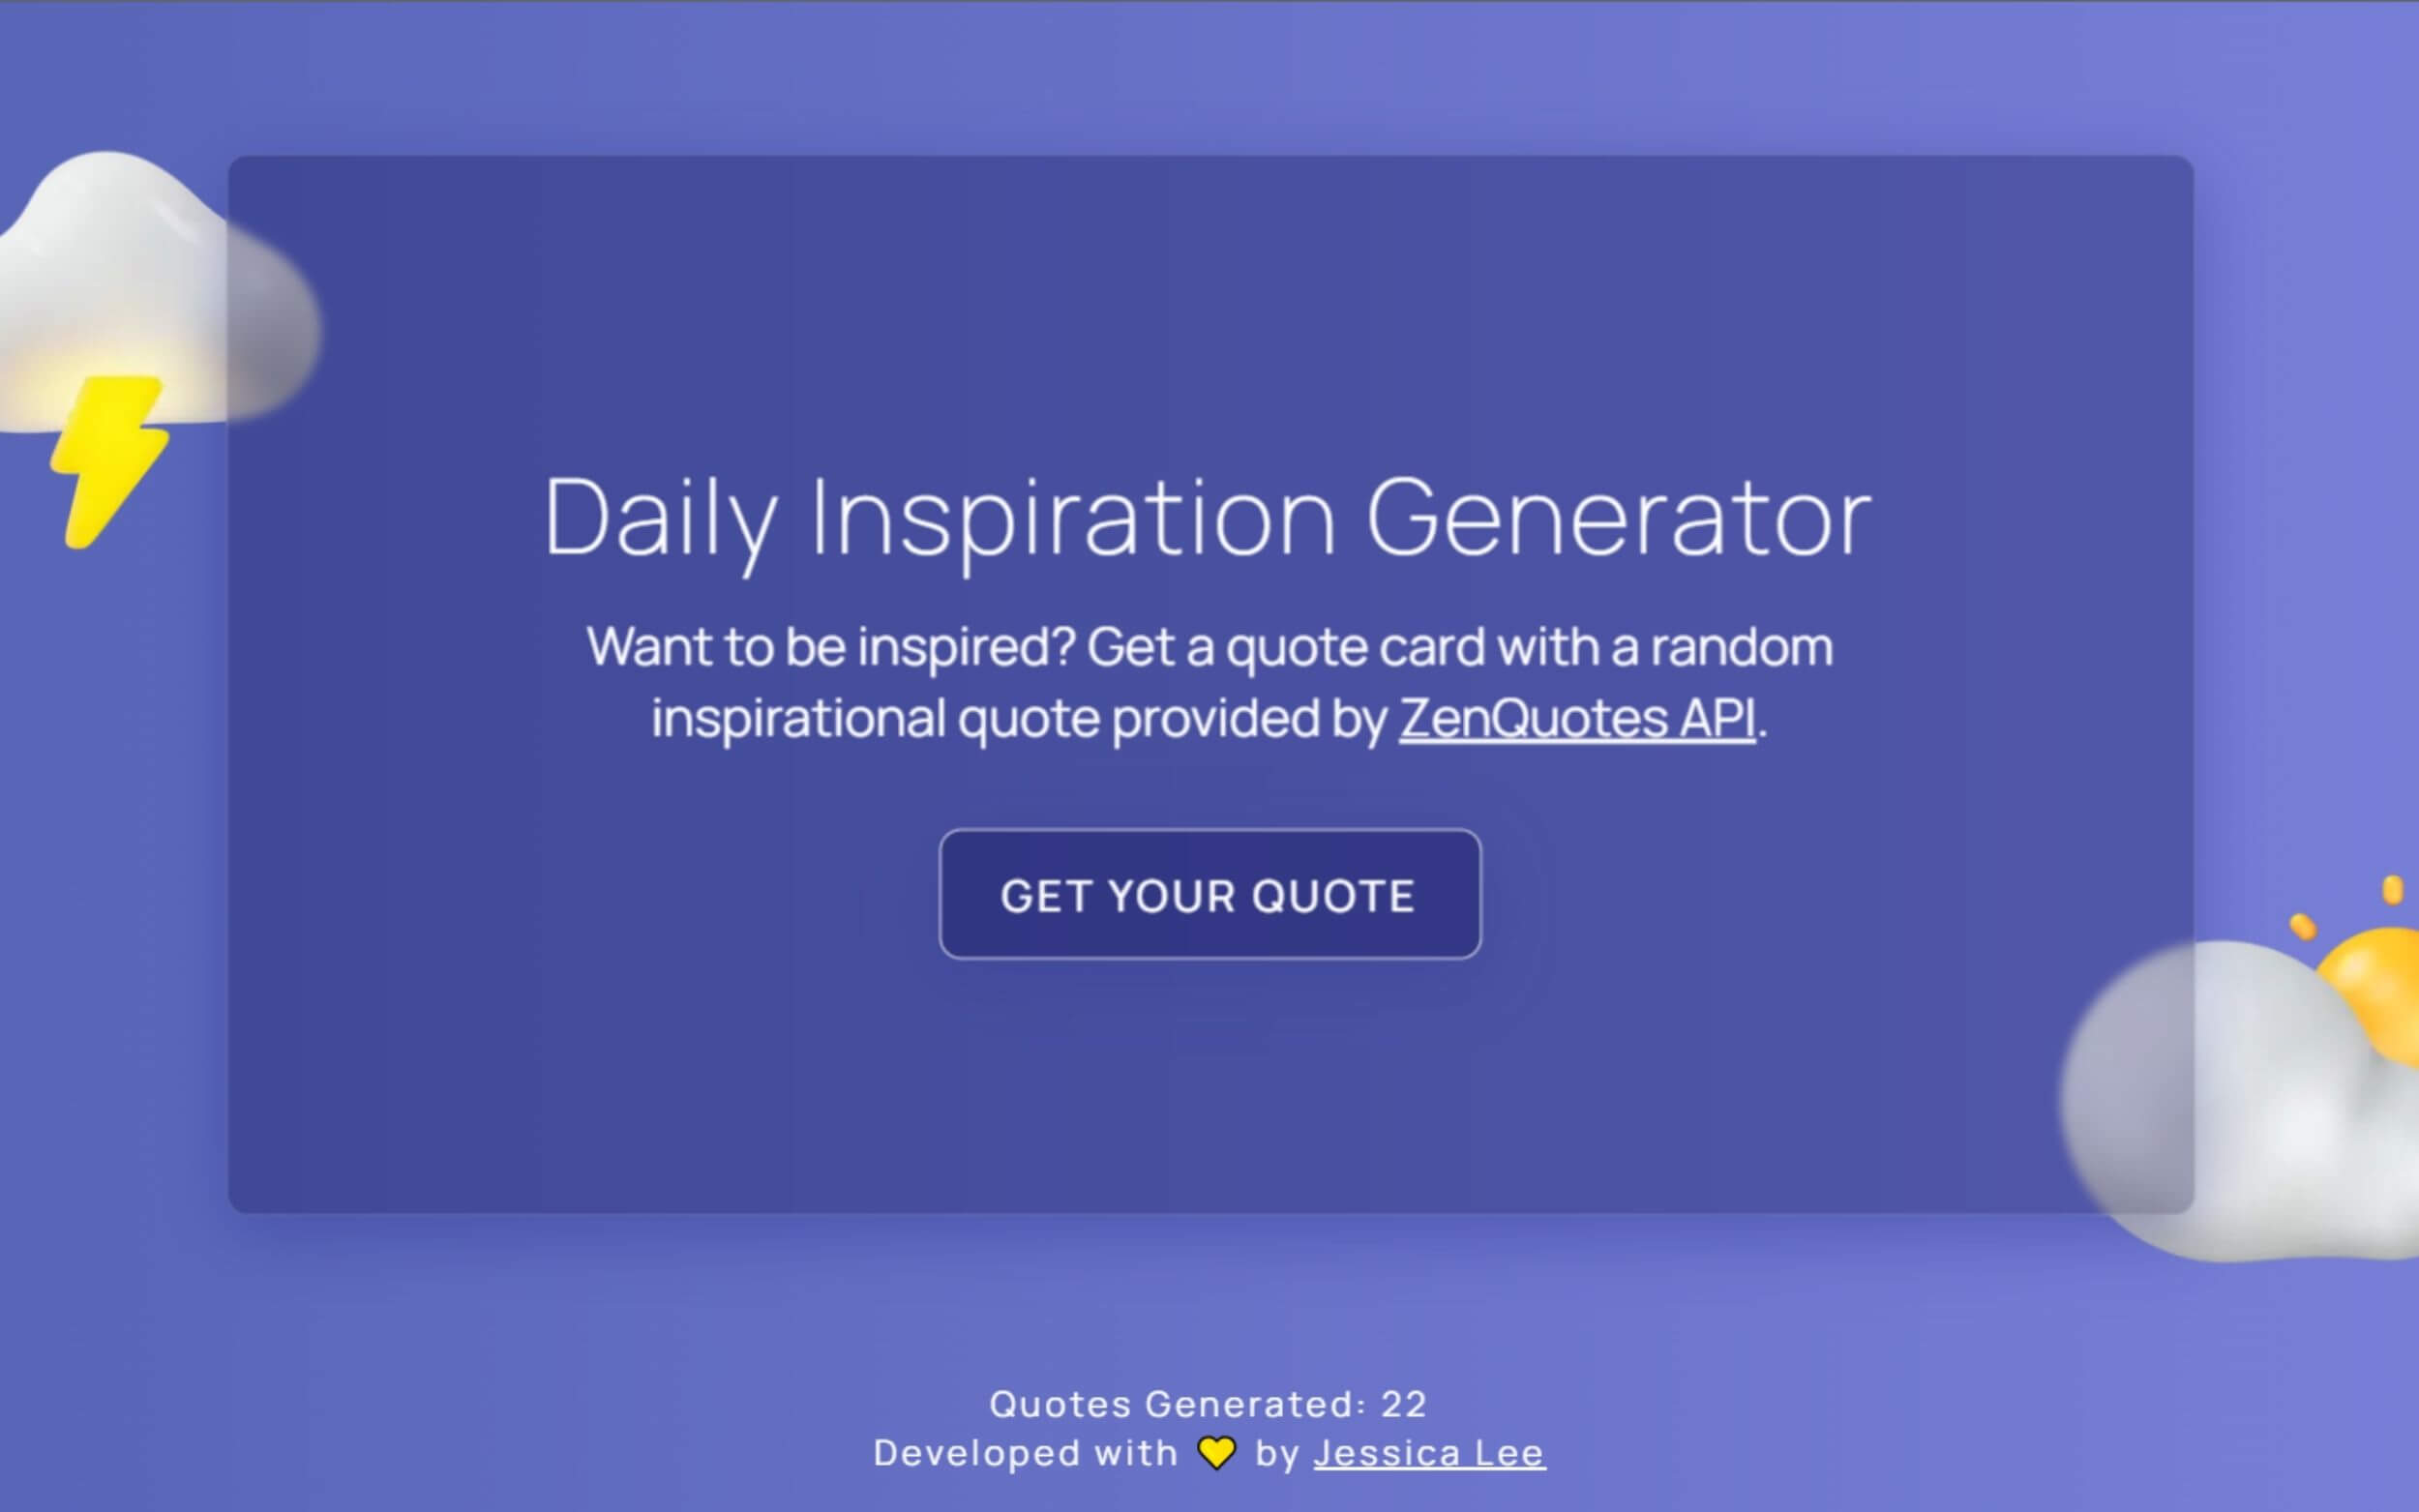 Daily Inspiration Generator
Want to be inspired? Get a quote card with a random
inspirational quote provided by ZenQuotes API.
GET YOUR QUOTE
Quotes Generated: 22
Developed with 💛 by Jessica Lee